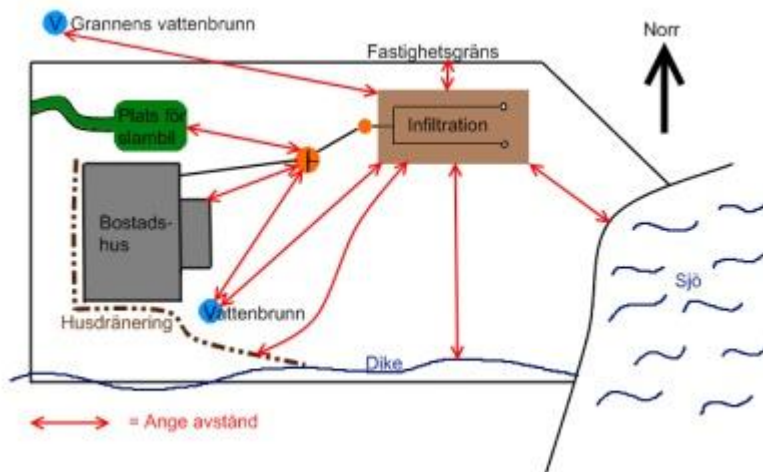 V Grannens vattenbrunn
Norr
Fastighetsgräns
Plats för
slambil
Infiltration
Bostads-
hus
Vattenbrunn
Sjö
Husdränering
Dike
= Ange avstånd